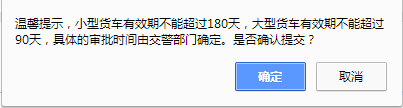 温馨提示，小型货车有效期不能超过180天，大型货车有效期不能超过
90天，具体的审批时间由交警部门确定。是否确认提交？
确定
取消